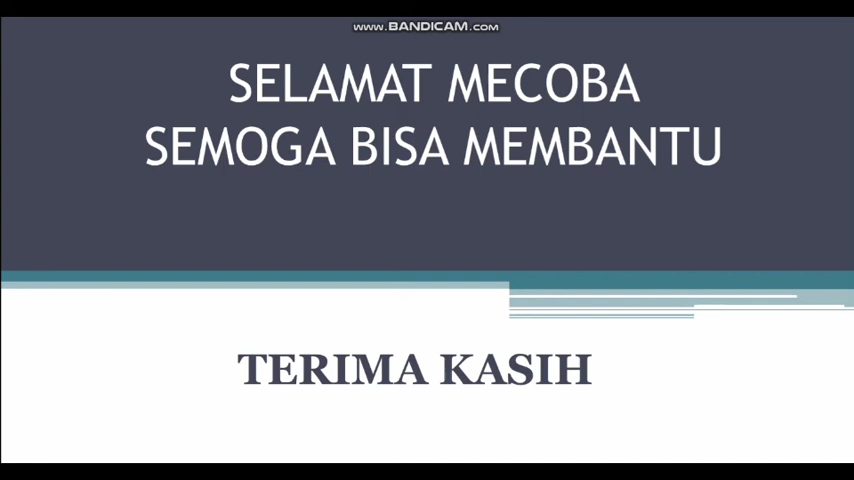 www.BANDICAM.com
SELAMAT MECOBA
SEMOGA BISA MEMBANTU
TERIMA KASIH